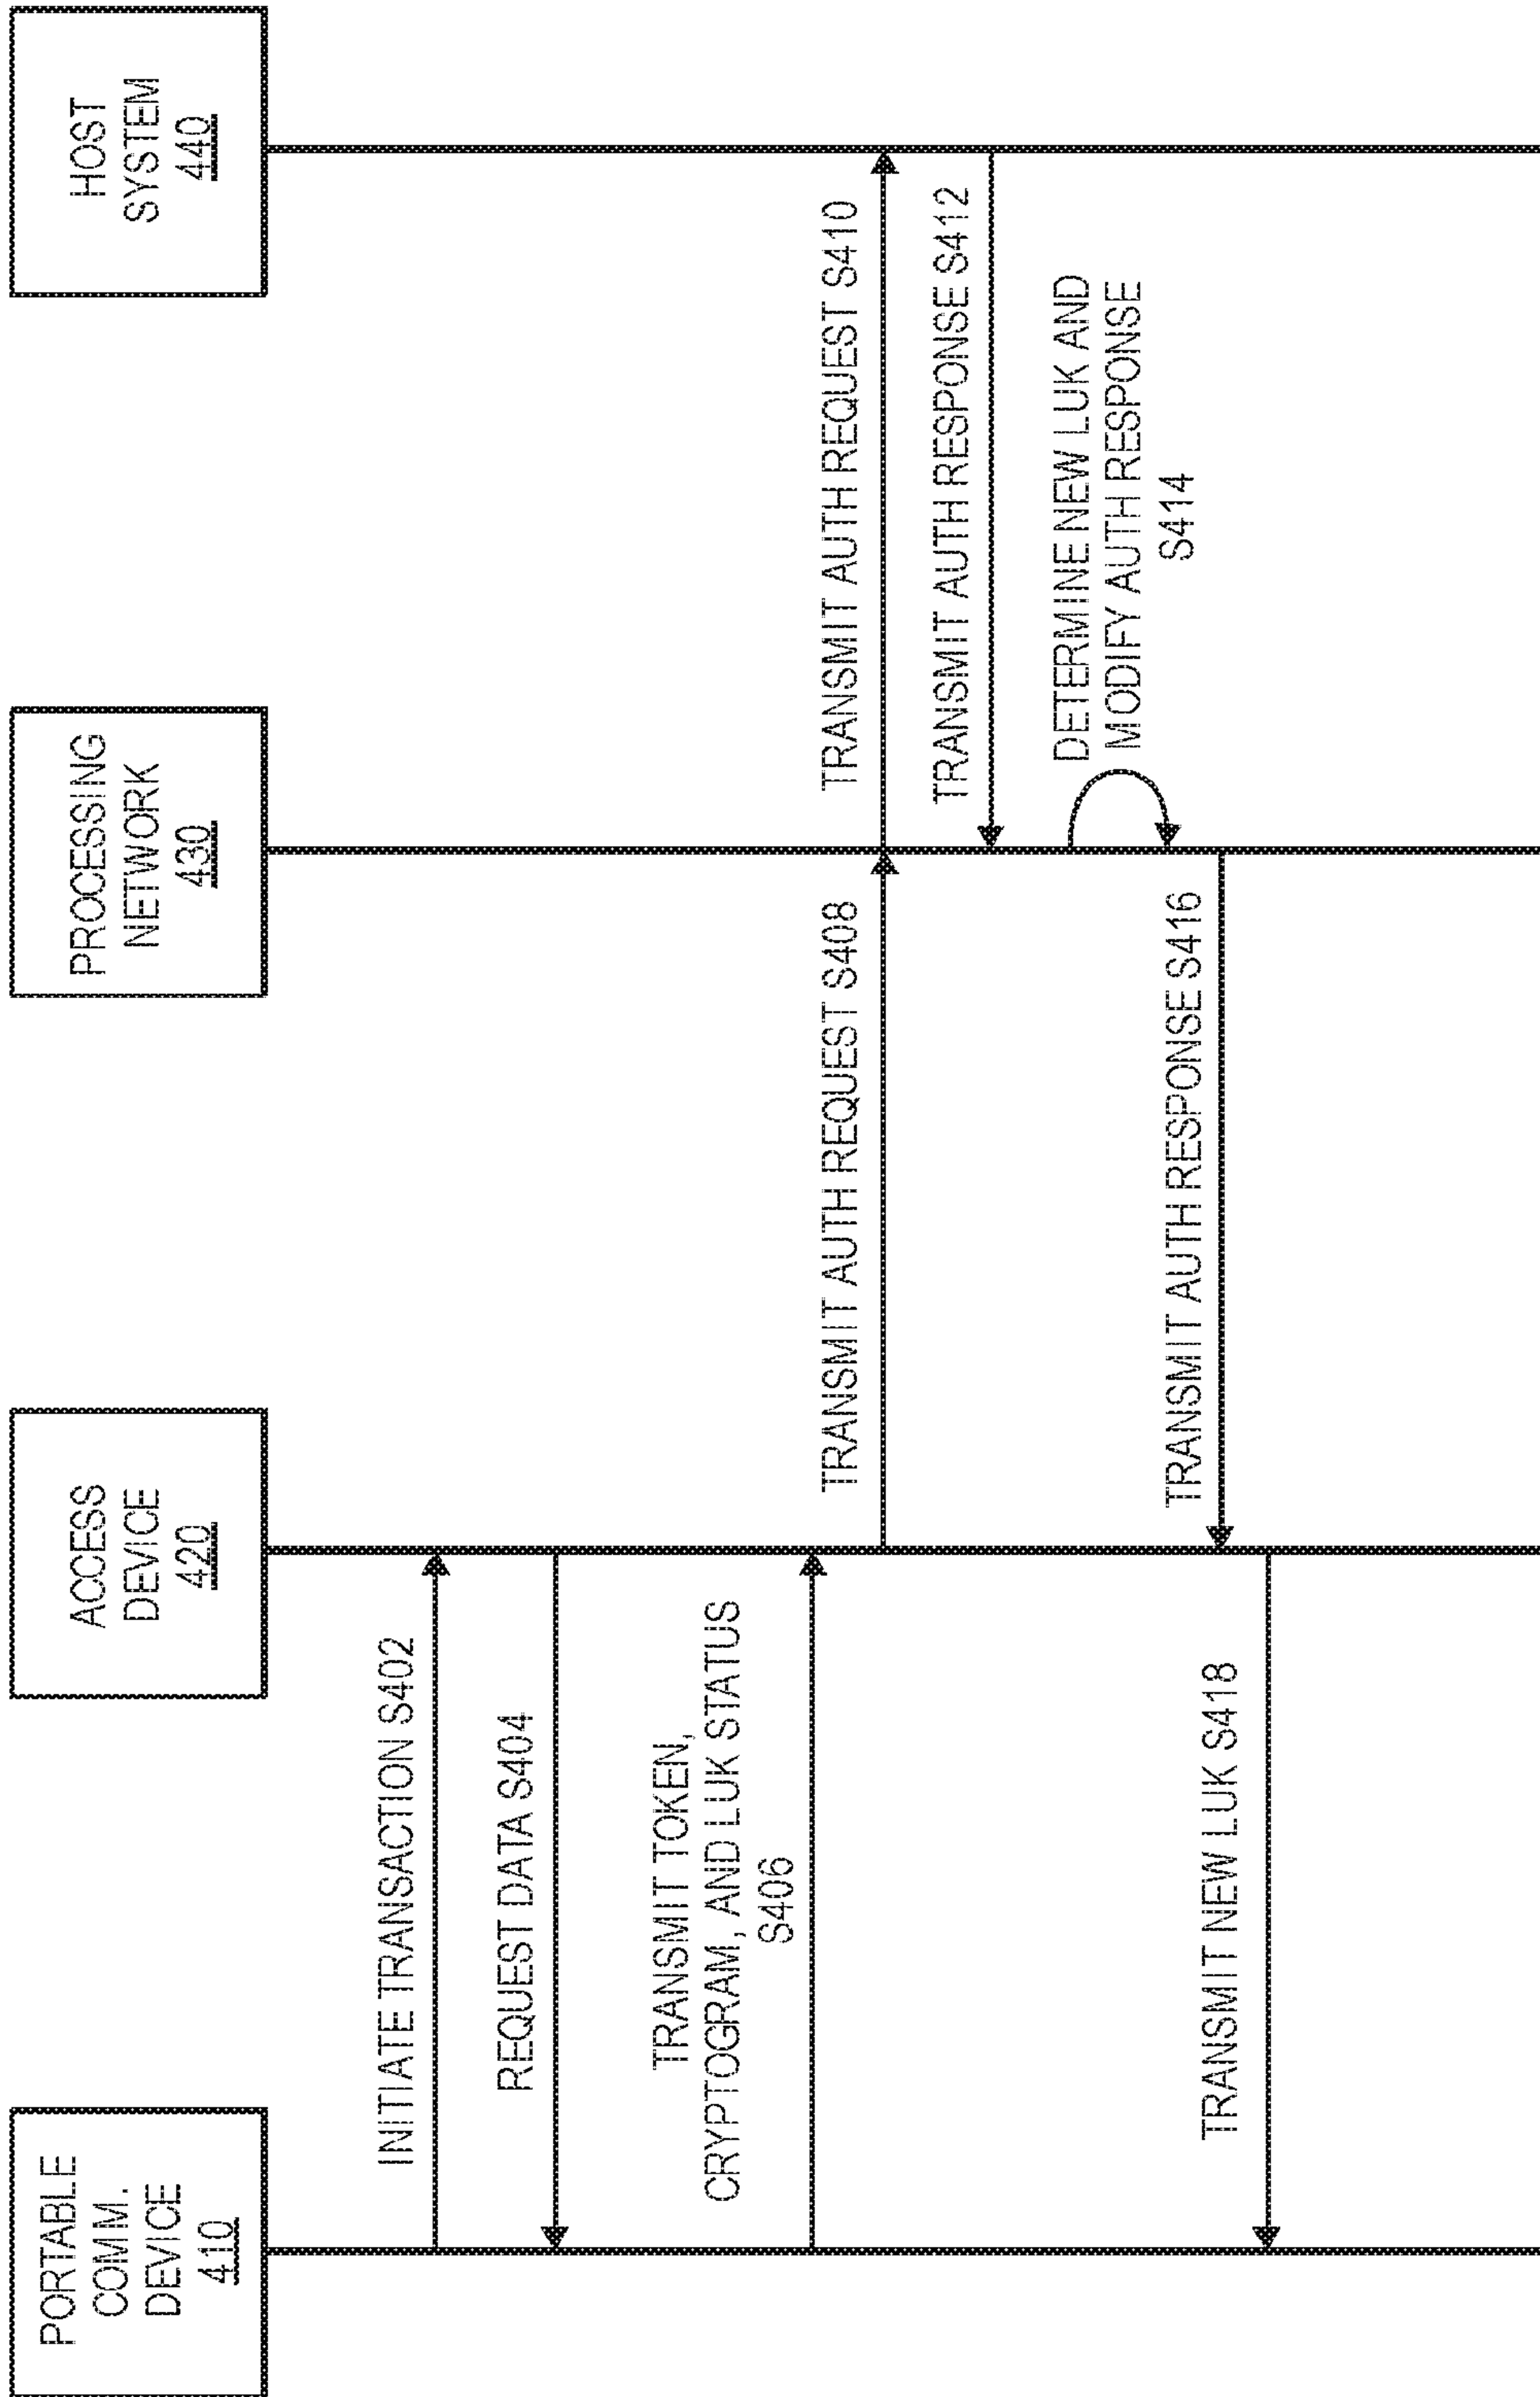 PORTABLE
COMM.
DEVICE
410
ACCESS
DEVICE
420
PROCESSING
NETWORK
430
HOST
SYSTEM
440
INITIATE TRANSACTION S402
REQUEST DATA S404
TRANSMIT TOKEN,
CRYPTOGRAM, AND LUK STATUS
S406
TRANSMIT AUTH REQUEST S408
TRANSMIT AUTH REQUEST S410
TRANSMIT AUTH RESPONSE S412
DETERMINE NEW LUK AND
MODIFY AUTH RESPONSE
S414
TRANSMIT AUTH RESPONSE S416
TRANSMIT NEW LUK S418